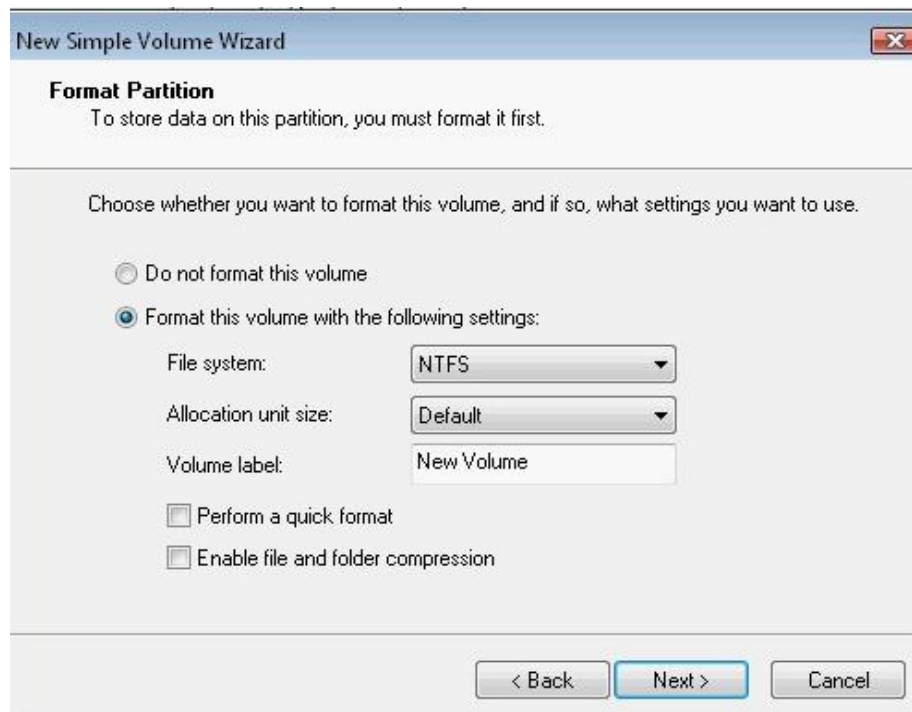 New Simple Volume Wizard
Format Partition
To store data on this partition, you must format it first.
Choose whether you want to format this volume, and if so, what settings you want to use.
Do not format this volume
Format this volume with the following settings:
File system: NTFS
Allocation unit size: Default
Volume label: New Volume
Perform a quick format
Enable file and folder compression
< Back Next > Cancel